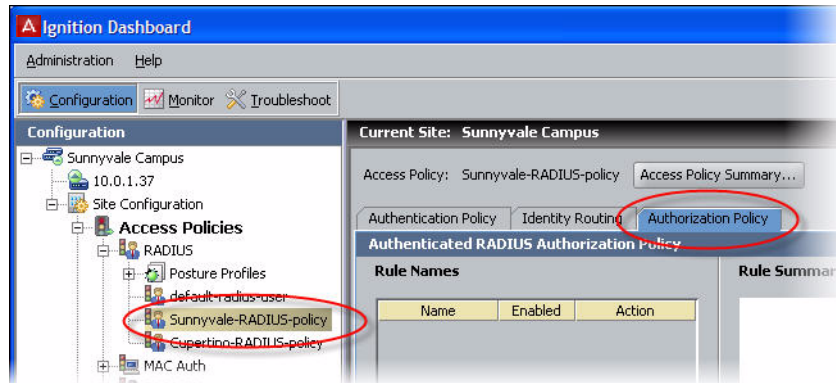 A Ignition Dashboard
Administration Help
Configuration Monitor Troubleshoot
Configuration
Current Site: Sunnyvale Campus
Sunnyvale Campus
10.0.1.37
Site Configuration
Access Policies
RADIUS
Posture Profiles
default-radius-user
Sunnyvale-RADIUS-policy
Cupertino-RADIUS-policy
MAC Auth
Access Policy: Sunnyvale-RADIUS-policy Access Policy Summary...
Authentication Policy Identity Routing Authorization Policy
Authenticated RADIUS Authorization Policy
Rule Names Rule Summar
Name Enabled Action